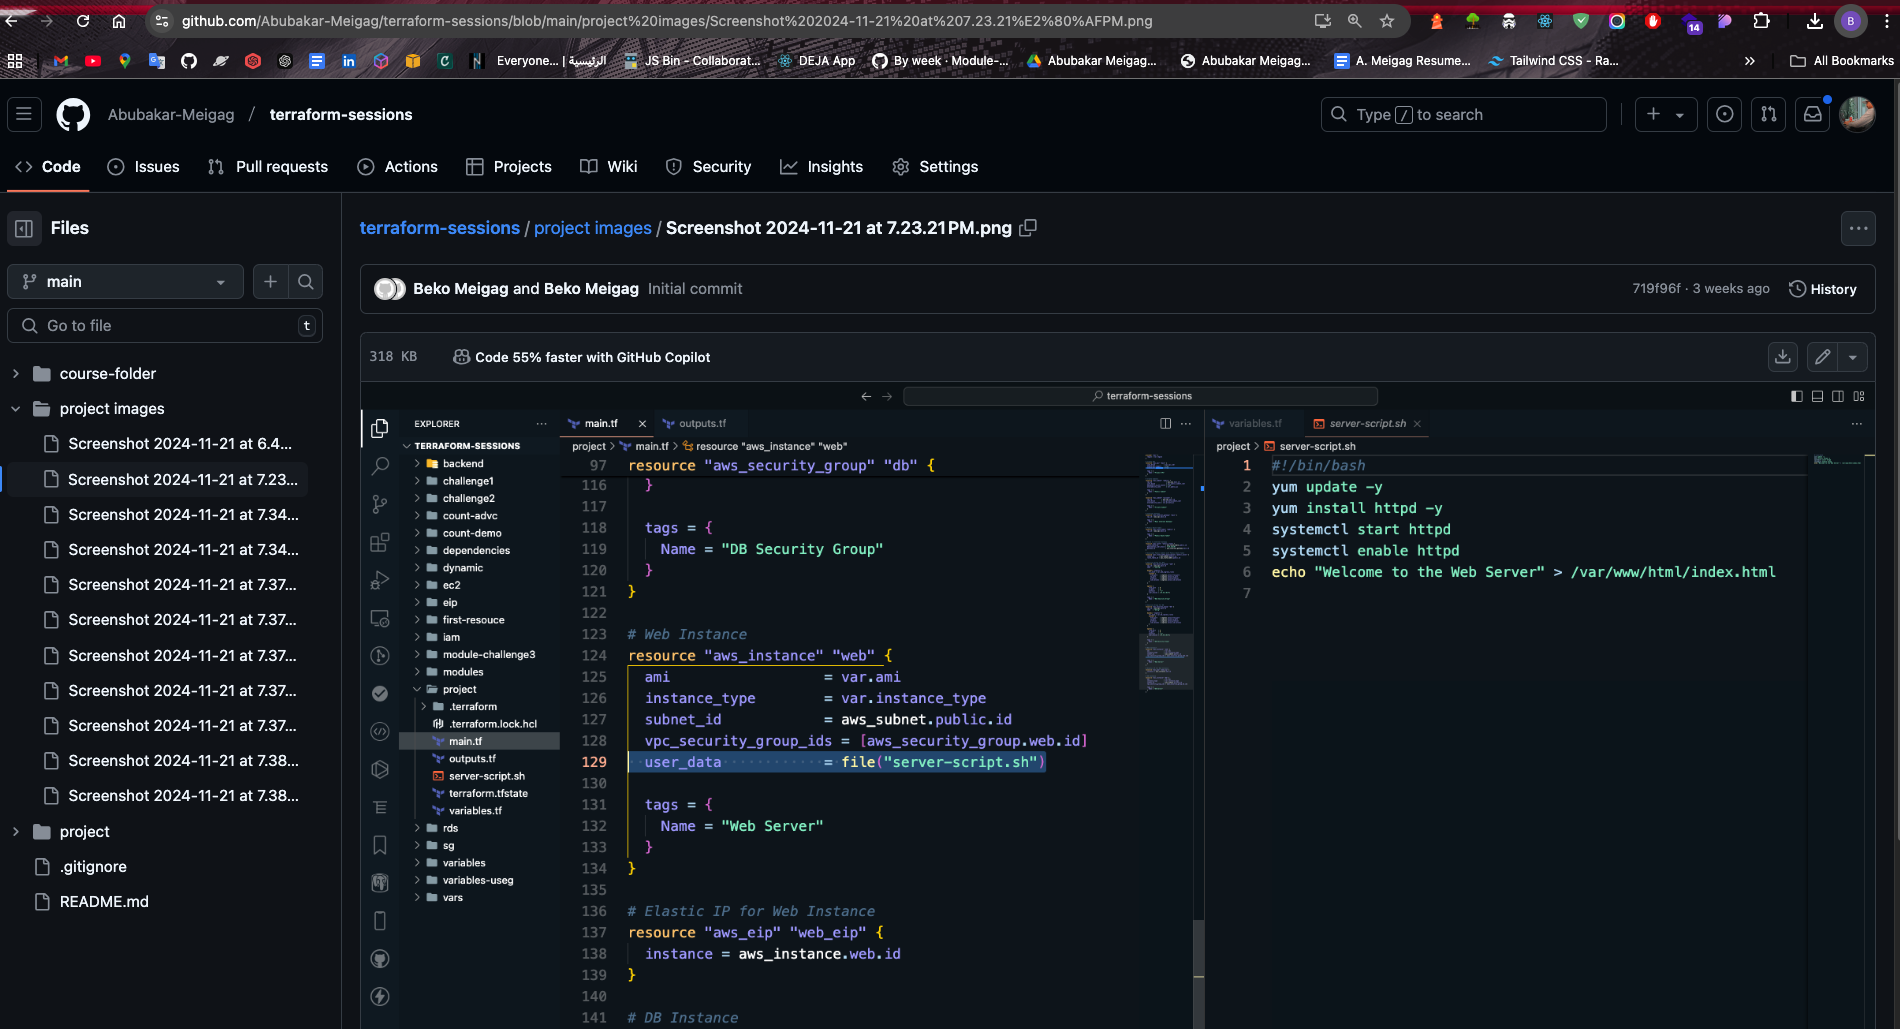 github.com/Abubakar-Meigag/terraform-sessions/blob/main/project%20images/Screenshot%202024-11-21%20at%207.23.21%E2%80%AFPM.png
14
B
Everyone... | الرئيسية
JS Bin - Collaborat...
DEJA App
By week · Module-...
Abubakar Meigag...
Abubakar Meigag...
A. Meigag Resume...
Tailwind CSS - Ra...
»
All Bookmarks
Abubakar-Meigag / terraform-sessions
Type / to search
Code
Issues
Pull requests
Actions
Projects
Wiki
Security
Insights
Settings
Files
main
Go to file
t
course-folder
project images
Screenshot 2024-11-21 at 6.4...
Screenshot 2024-11-21 at 7.23...
Screenshot 2024-11-21 at 7.34...
Screenshot 2024-11-21 at 7.34...
Screenshot 2024-11-21 at 7.37...
Screenshot 2024-11-21 at 7.37...
Screenshot 2024-11-21 at 7.37...
Screenshot 2024-11-21 at 7.37...
Screenshot 2024-11-21 at 7.37...
Screenshot 2024-11-21 at 7.38...
Screenshot 2024-11-21 at 7.38...
project
.gitignore
README.md
terraform-sessions / project images / Screenshot 2024-11-21 at 7.23.21 PM.png
Beko Meigag and Beko Meigag Initial commit
719f96f · 3 weeks ago
History
318 KB
Code 55% faster with GitHub Copilot
terraform-sessions
EXPLORER
TERRAFORM-SESSIONS
backend
challenge1
challenge2
count-advc
count-demo
dependencies
dynamic
ec2
eip
first-resouce
iam
module-challenge3
modules
project
.terraform
.terraform.lock.hcl
main.tf
outputs.tf
server-script.sh
terraform.tfstate
variables.tf
rds
sg
variables
variables-useg
vars
main.tf
outputs.tf
project > main.tf > resource "aws_instance" "web"
97 resource "aws_security_group" "db" {
116 }
117
118 tags = {
119 Name = "DB Security Group"
120 }
121 }
122
123 # Web Instance
124 resource "aws_instance" "web" {
125 ami = var.ami
126 instance_type = var.instance_type
127 subnet_id = aws_subnet.public.id
128 vpc_security_group_ids = [aws_security_group.web.id]
129 user_data = file("server-script.sh")
130
131 tags = {
132 Name = "Web Server"
133 }
134 }
135
136 # Elastic IP for Web Instance
137 resource "aws_eip" "web_eip" {
138 instance = aws_instance.web.id
139 }
140
141 # DB Instance
variables.tf
server-script.sh
project > server-script.sh
1 #!/bin/bash
2 yum update -y
3 yum install httpd -y
4 systemctl start httpd
5 systemctl enable httpd
6 echo "Welcome to the Web Server" > /var/www/html/index.html
7